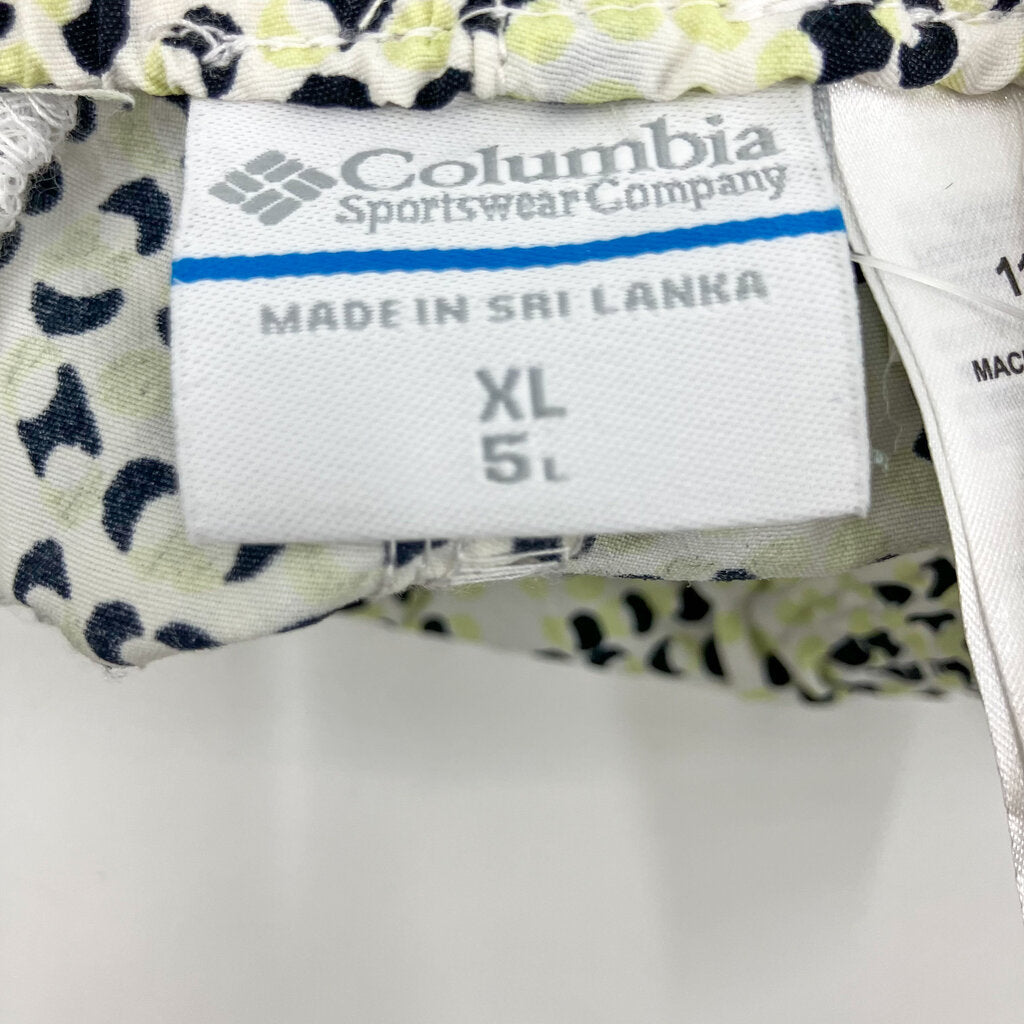 Columbia
Sportswear Company
MADE IN SRI LANKA
XL
5L